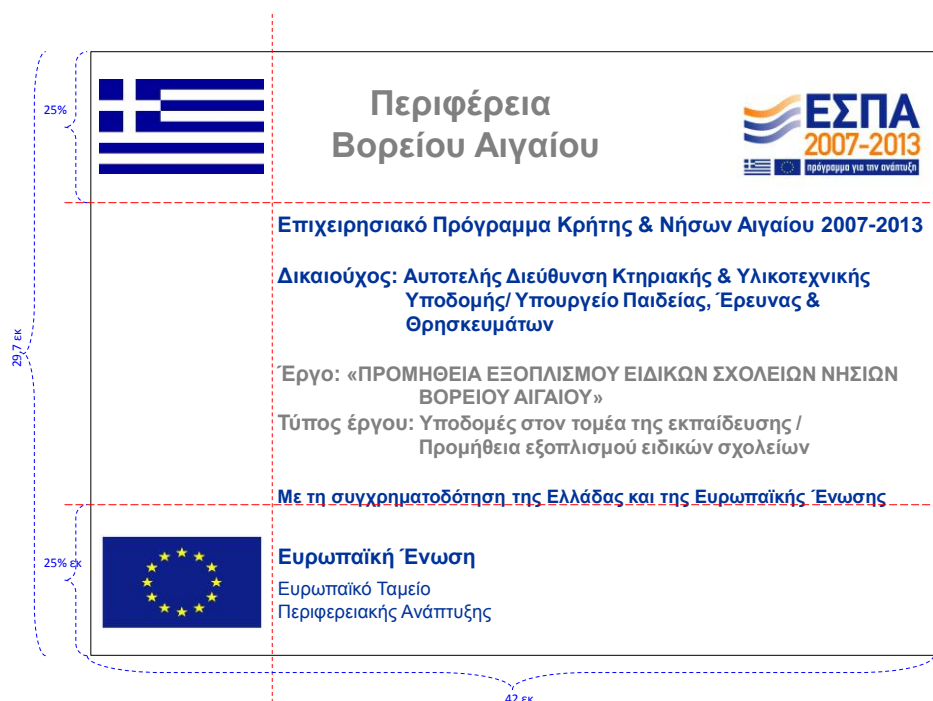 25%
Περιφέρεια
Βορείου Αιγαίου
ΕΣΠΑ
2007-2013
πρόγραμμα για την ανάπτυξη
Επιχειρησιακό Πρόγραμμα Κρήτης & Νήσων Αιγαίου 2007-2013
Δικαιούχος: Αυτοτελής Διεύθυνση Κτηριακής & Υλικοτεχνικής
Υποδομής/ Υπουργείο Παιδείας, Έρευνας &
Θρησκευμάτων
29,7 εκ
Έργο: «ΠΡΟΜΗΘΕΙΑ ΕΞΟΠΛΙΣΜΟΥ ΕΙΔΙΚΩΝ ΣΧΟΛΕΙΩΝ ΝΗΣΙΩΝ
ΒΟΡΕΙΟΥ ΑΙΓΑΙΟΥ»
Τύπος έργου: Υποδομές στον τομέα της εκπαίδευσης /
Προμήθεια εξοπλισμού ειδικών σχολείων
Με τη συγχρηματοδότηση της Ελλάδας και της Ευρωπαϊκής Ένωσης
25% εκ
Ευρωπαϊκή Ένωση
Ευρωπαϊκό Ταμείο
Περιφερειακής Ανάπτυξης
42 εκ